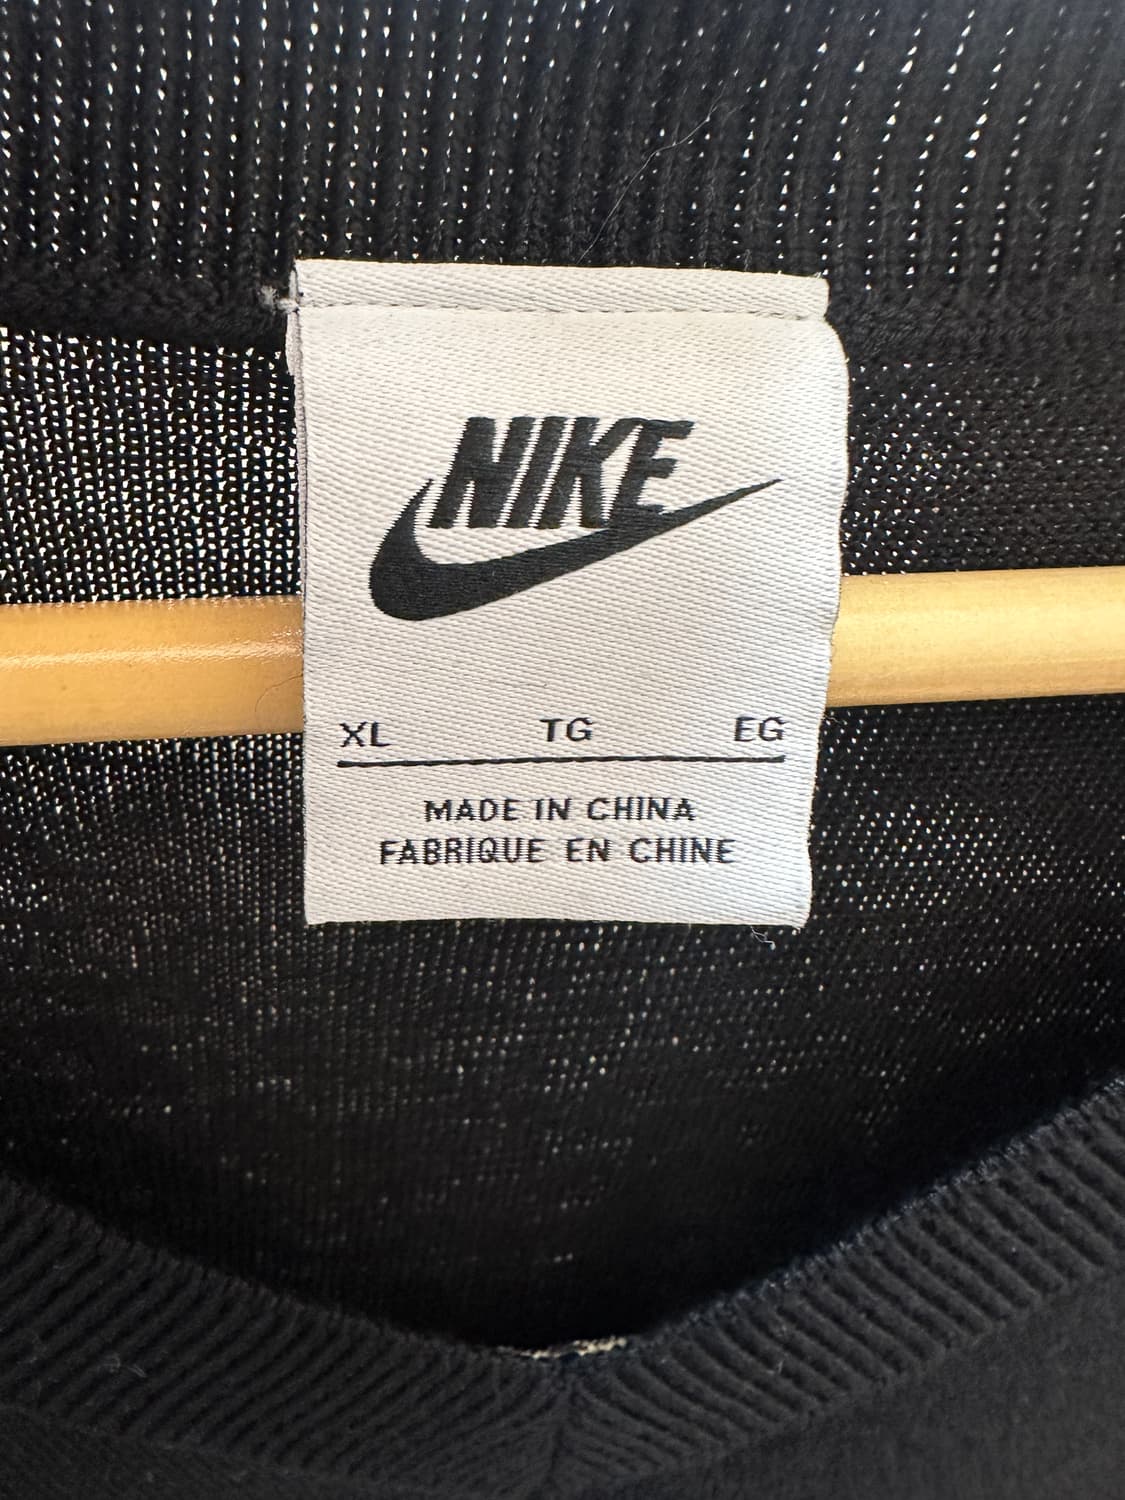 NIKE
XL TG EG
MADE IN CHINA
FABRIQUE EN CHINE